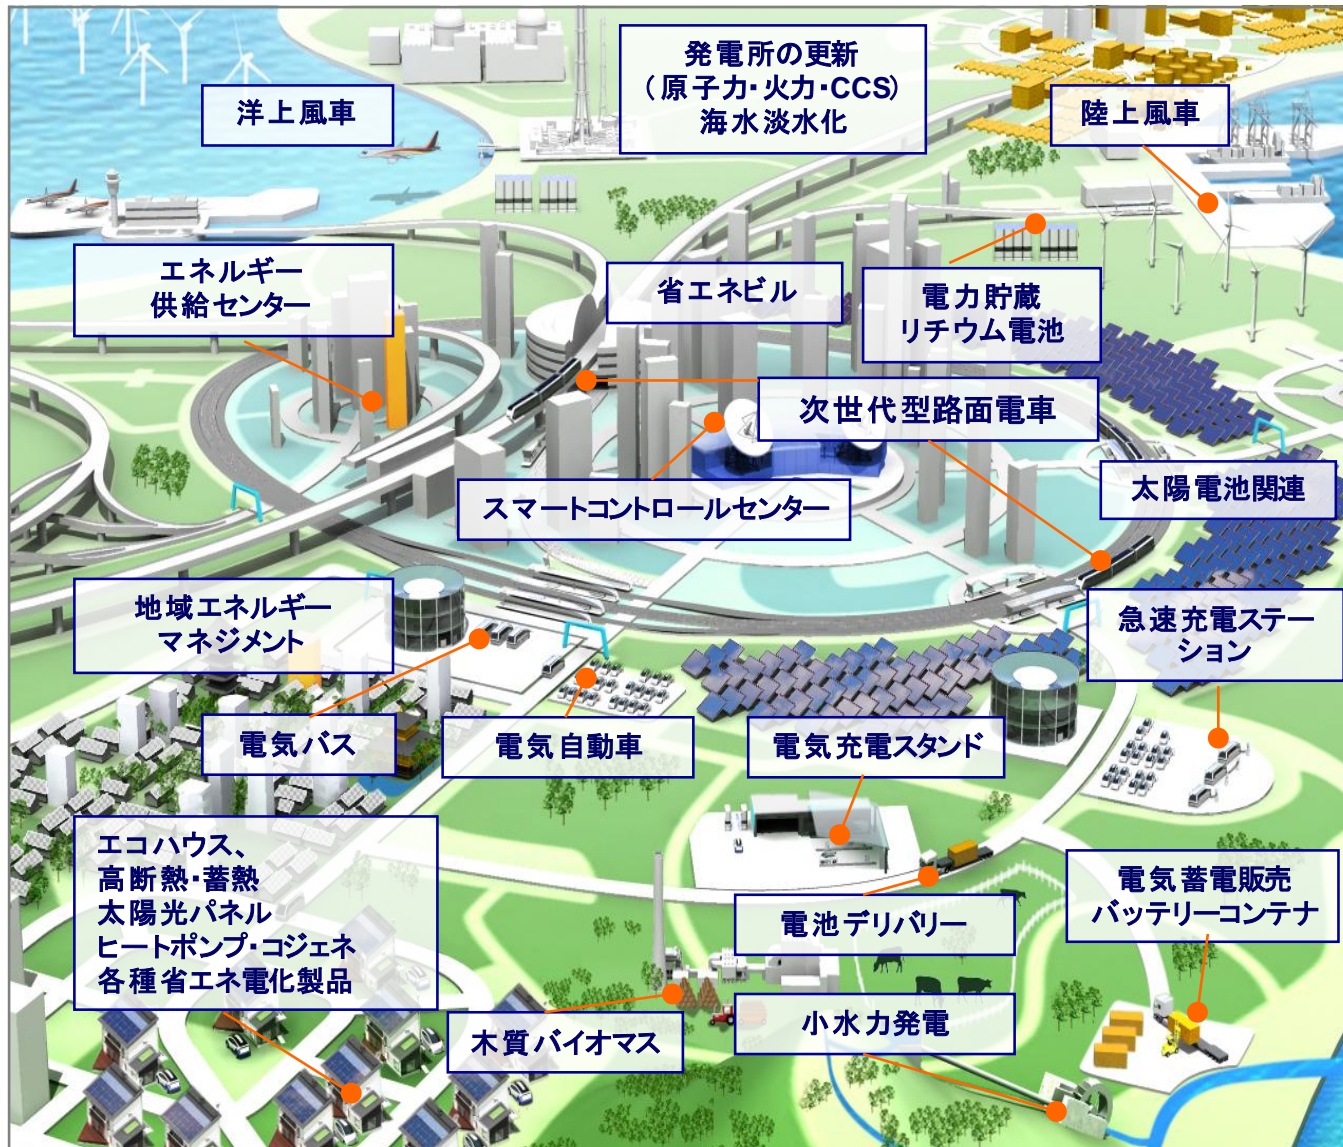 発電所の更新
（原子力・火力・CCS）
海水淡水化
洋上風車
陸上風車
エネルギー
供給センター
省エネビル
電力貯蔵
リチウム電池
次世代型路面電車
スマートコントロールセンター
太陽電池関連
地域エネルギー
マネジメント
急速充電ステー
ション
電気バス
電気自動車
電気充電スタンド
エコハウス、
高断熱・蓄熱
太陽光パネル
ヒートポンプ・コジェネ
各種省エネ電化製品
電池デリバリー
電気蓄電販売
バッテリーコンテナ
木質バイオマス
小水力発電